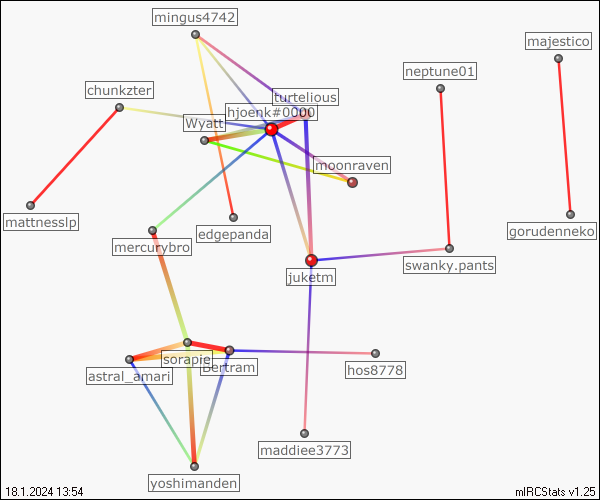 mingus4742
majestico
neptune01
chunkzter
turtelious
hjoenk#0000
Wyatt
moonraven
mattnesslp
edgepanda
gorudenneko
mercurybro
swanky.pants
juketm
sorapie
Bertram
hos8778
astral_amari
maddiee3773
yoshimanden
18.1.2024 13:54
mIRCStats v1.25